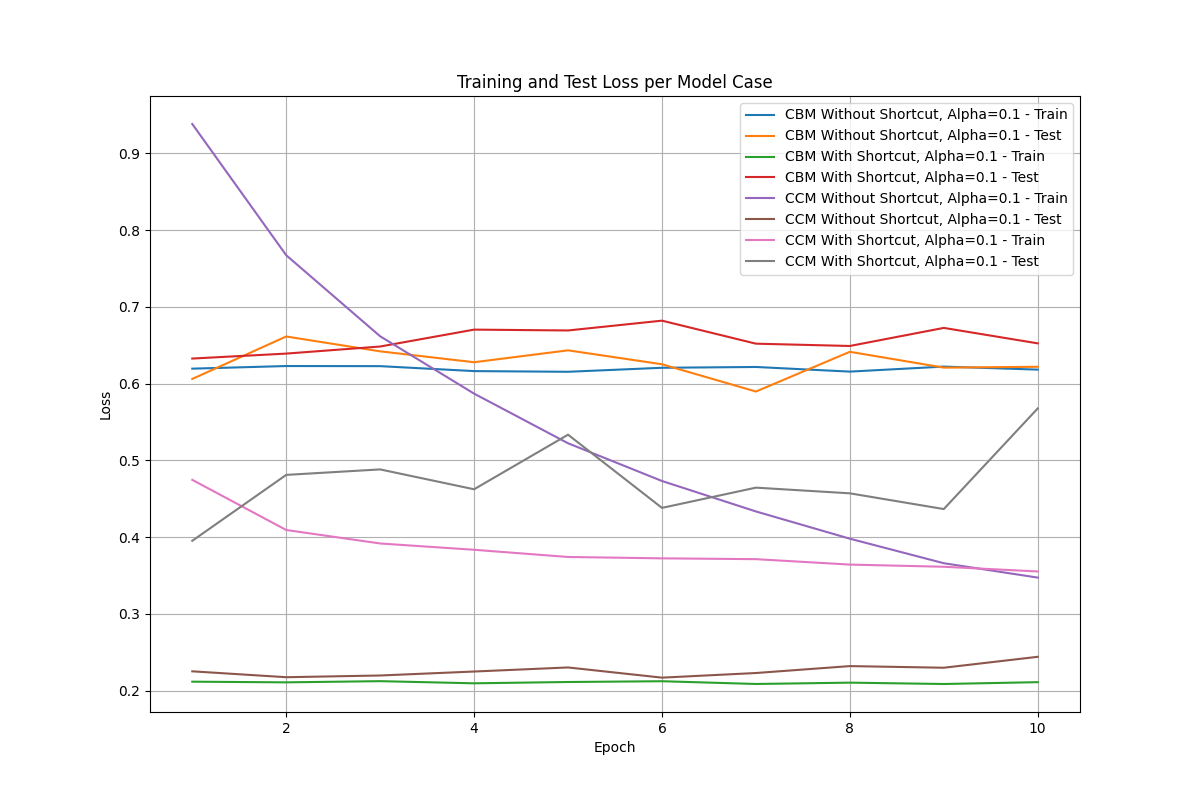 Training and Test Loss per Model Case
CBM Without Shortcut, Alpha=0.1 - Train
CBM Without Shortcut, Alpha=0.1 - Test
CBM With Shortcut, Alpha=0.1 - Train
CBM With Shortcut, Alpha=0.1 - Test
CCM Without Shortcut, Alpha=0.1 - Train
CCM Without Shortcut, Alpha=0.1 - Test
CCM With Shortcut, Alpha=0.1 - Train
CCM With Shortcut, Alpha=0.1 - Test
0.9
0.8
0.7
0.6
0.5
0.4
0.3
0.2
Loss
2 4 6 8 10
Epoch